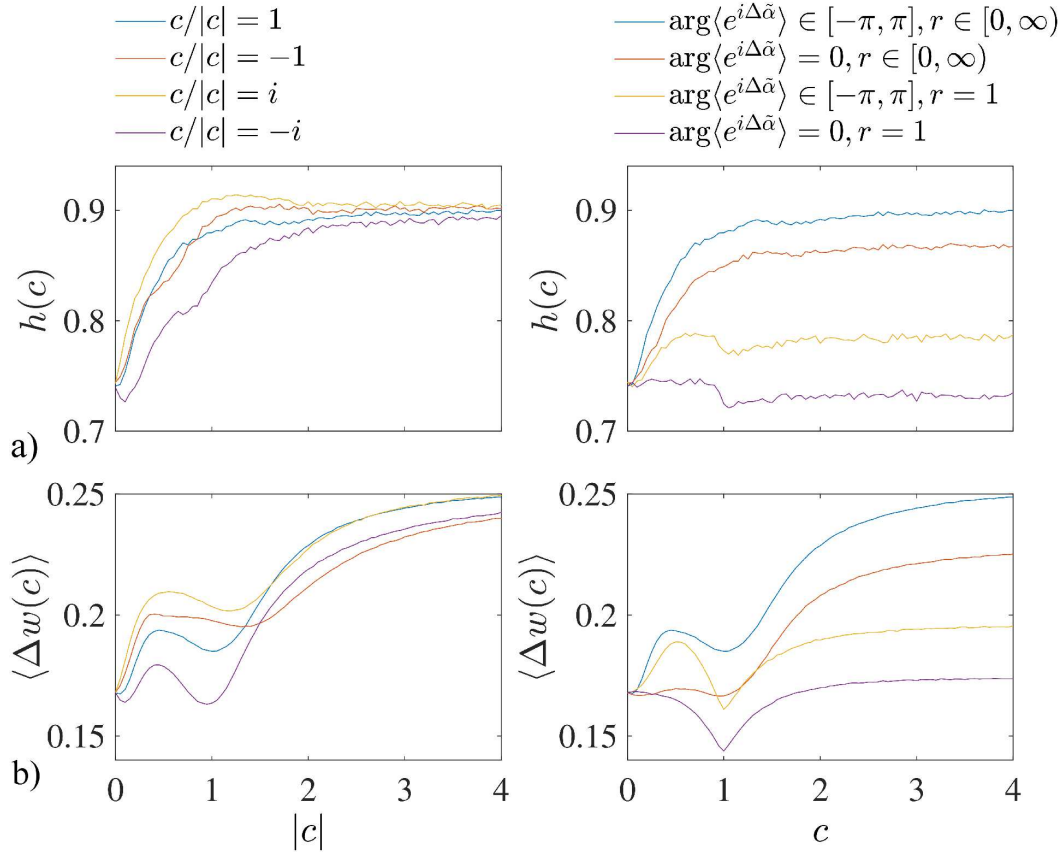 c/|c| = 1
c/|c| = −1
c/|c| = i
c/|c| = −i
arg⟨e^{iΔα̃}⟩ ∈ [−π, π], r ∈ [0, ∞)
arg⟨e^{iΔα̃}⟩ = 0, r ∈ [0, ∞)
arg⟨e^{iΔα̃}⟩ ∈ [−π, π], r = 1
arg⟨e^{iΔα̃}⟩ = 0, r = 1
a)
h(c)
0.9
0.8
0.7
h(c)
0.9
0.8
0.7
b)
⟨Δw(c)⟩
0.25
0.2
0.15
0 1 2 3 4
|c|
⟨Δw(c)⟩
0.25
0.2
0.15
0 1 2 3 4
c